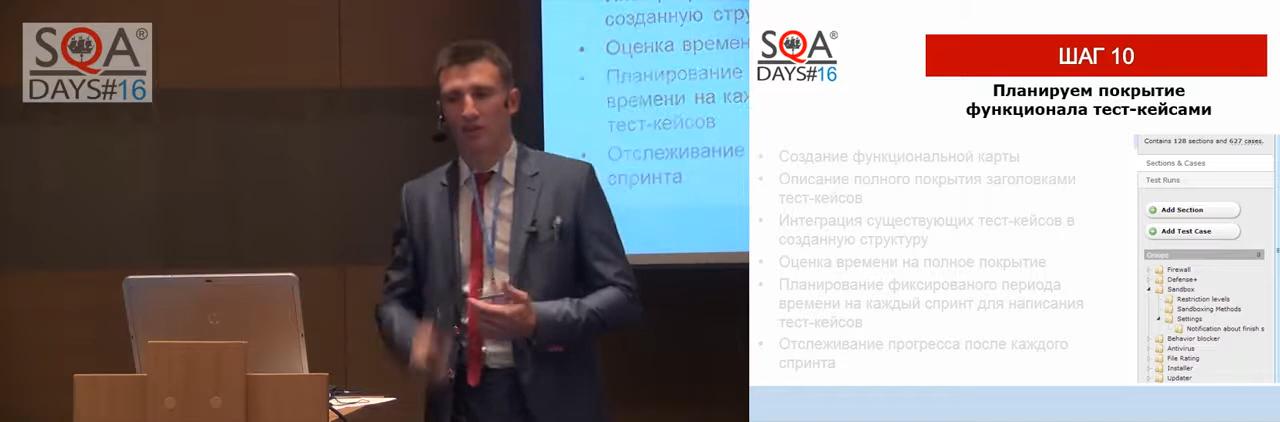 SQA®
DAYS#16
созданную стру
• Оценка времен
• Планирование
времени на каж
тест-кейсов
• Отслеживание
спринта
SQA®
DAYS#16
ШАГ 10
Планируем покрытие
функционала тест-кейсами
• Создание функциональной карты
• Описание полного покрытия заголовками
тест-кейсов
• Интеграция существующих тест-кейсов в
созданную структуру
• Оценка времени на полное покрытие
• Планирование фиксированого периода
времени на каждый спринт для написания
тест-кейсов
• Отслеживание прогресса после каждого
спринта
Contains 128 sections and 627 cases.
Sections & Cases
Test Runs
Add Section
Add Test Case
Groups
Firewall
Defense+
Sandbox
Restriction levels
Sandboxing Methods
Settings
Notification about finish s
Behavior blocker
Antivirus
File Rating
Installer
Updater